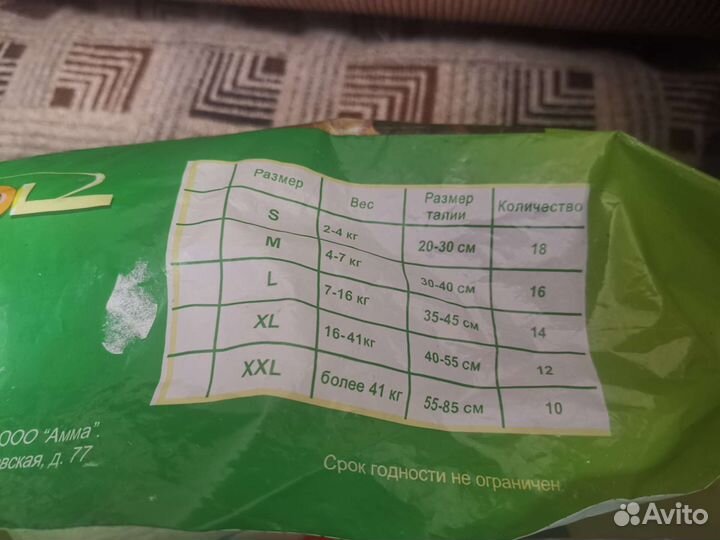 Размер Вес Размер талии Количество
S 2-4 кг 20-30 см 18
M 4-7 кг 30-40 см 16
L 7-16 кг 35-45 см 14
XL 16-41кг 40-55 см 12
XXL более 41 кг 55-85 см 10
ООО "Амма".
вская, д. 77
Срок годности не ограничен.
Avito